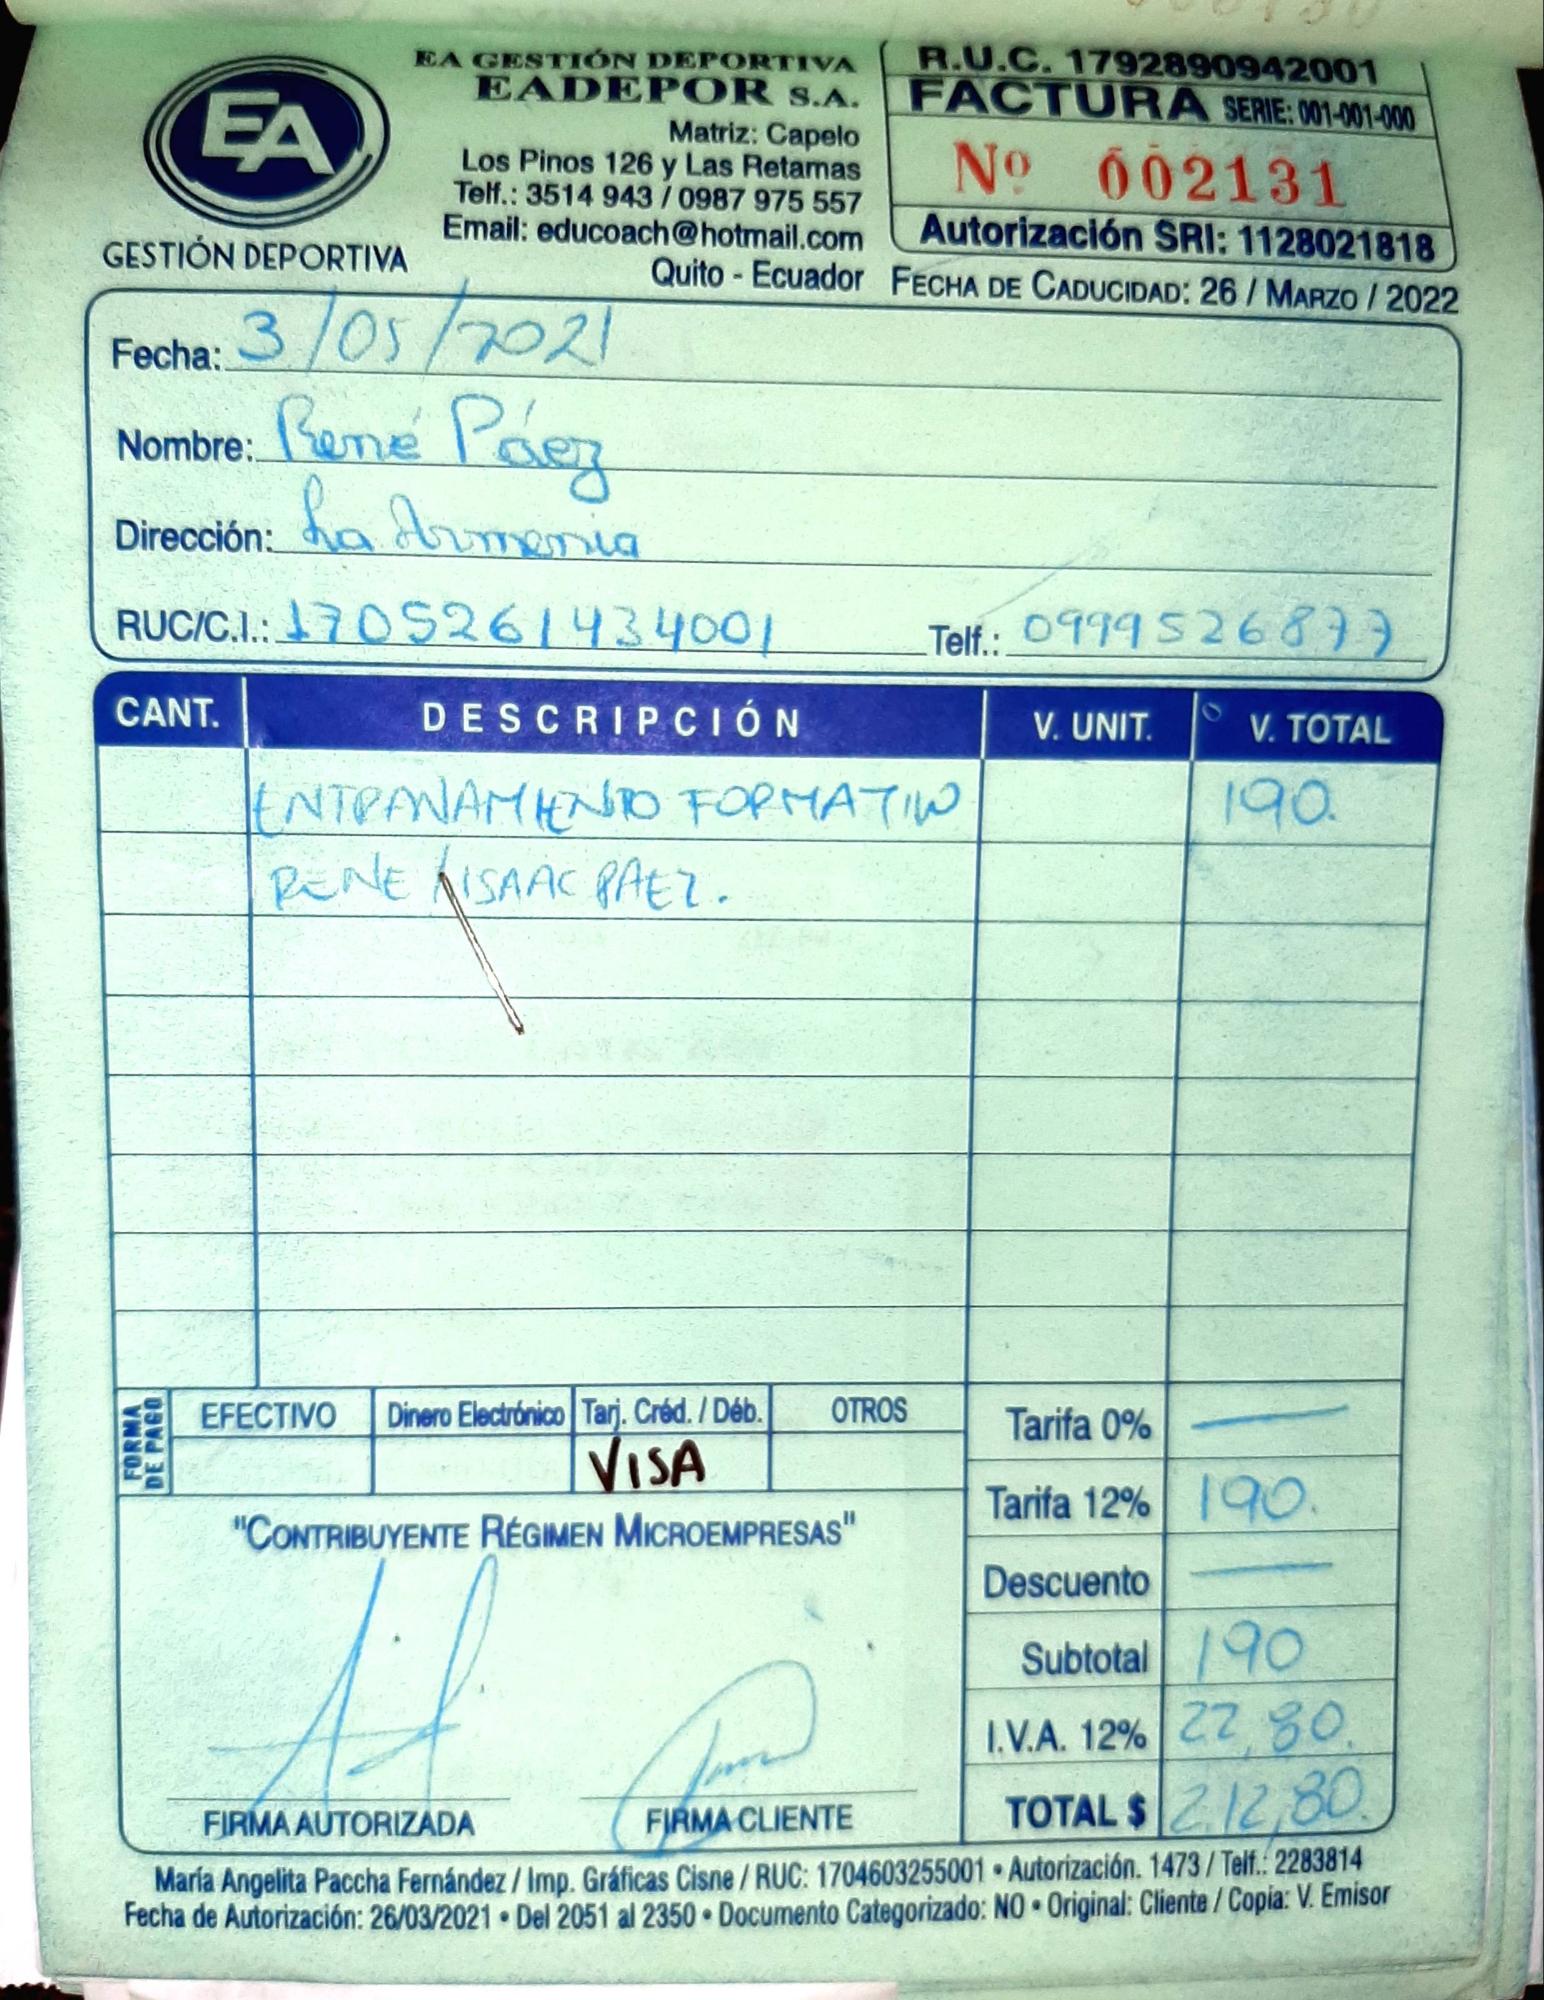 EA
GESTIÓN DEPORTIVA
EA GESTIÓN DEPORTIVA
EADEPOR S.A.
Matriz: Capelo
Los Pinos 126 y Las Retamas
Telf.: 3514 943 / 0987 975 557
Email: educoach@hotmail.com
Quito - Ecuador
R.U.C. 1792890942001
FACTURA SERIE: 001-001-000
Nº 002131
Autorización SRI: 1128021818
FECHA DE CADUCIDAD: 26 / MARZO / 2022
Fecha: 3/05/2021
Nombre: René Páez
Dirección: La Armenia
RUC/C.I.: 1705261434001 Telf.: 0999526877
CANT. DESCRIPCIÓN V. UNIT. V. TOTAL
ENTRENAMIENTO FORMATIVO 190.
RENE / ISAAC PAEZ.
FORMA DE PAGO
EFECTIVO Dinero Electrónico Tarj. Créd. / Déb. OTROS
VISA
"CONTRIBUYENTE RÉGIMEN MICROEMPRESAS"
Tarifa 0% —
Tarifa 12% 190.
Descuento —
Subtotal 190
I.V.A. 12% 22,80.
TOTAL $ 212,80.
FIRMA AUTORIZADA FIRMA CLIENTE
María Angelita Paccha Fernández / Imp. Gráficas Cisne / RUC: 1704603255001 • Autorización. 1473 / Telf.: 2283814
Fecha de Autorización: 26/03/2021 • Del 2051 al 2350 • Documento Categorizado: NO • Original: Cliente / Copia: V. Emisor